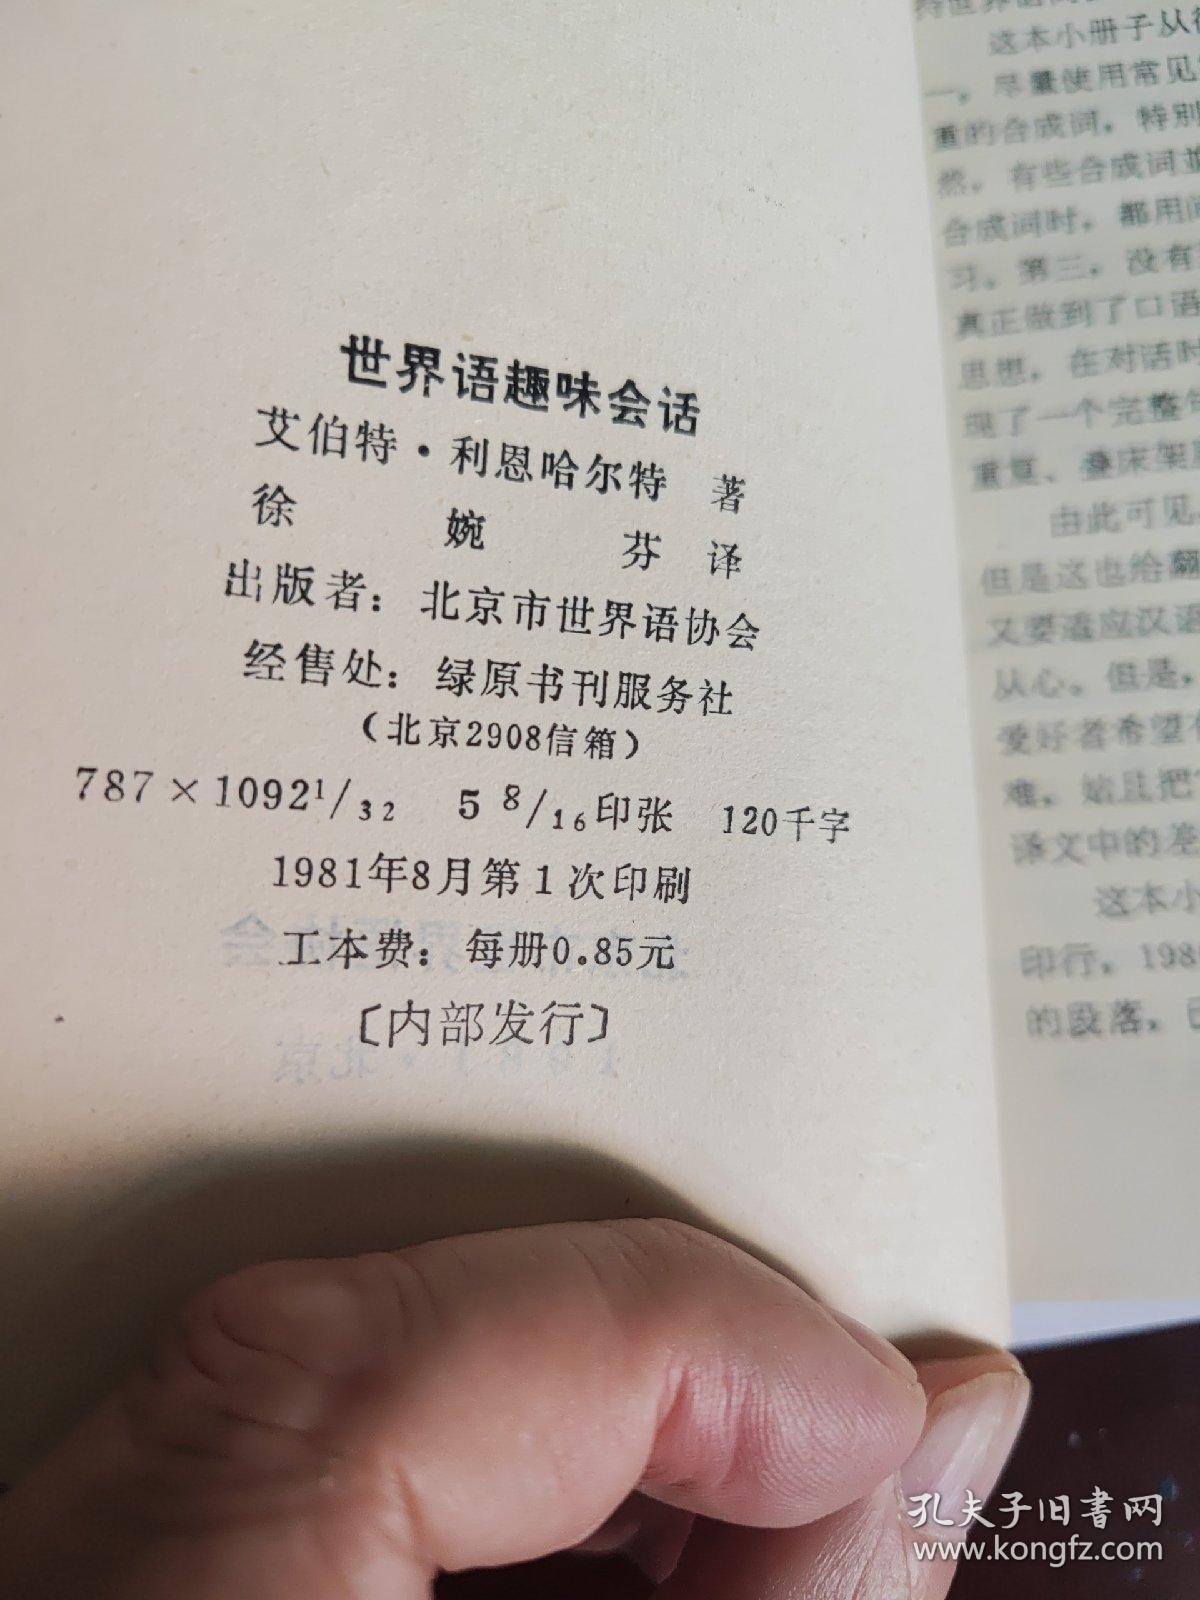 世界语趣味会话
艾伯特·利恩哈尔特 著
徐 婉 芬 译
出版者：北京市世界语协会
经售处：绿原书刊服务社
（北京2908信箱）
787×1092¹/₃₂ 5 ⁸/₁₆印张 120千字
1981年8月第1次印刷
工本费：每册0.85元
〔内部发行〕
这本小册子从
一，尽量使用常见
重的合成词，特别
然，有些合成词
合成词时，都用
习。第三，没有
真正做到了口语
思想，在对话时
现了一个完整
重复、叠床架
由此可见
但是这也给翻
又要适应汉语
从心。但是，
爱好者希望
难，姑且把
译文中的差
这本小
印行，198
的段落，已
孔夫子旧书网
www.kongfz.com